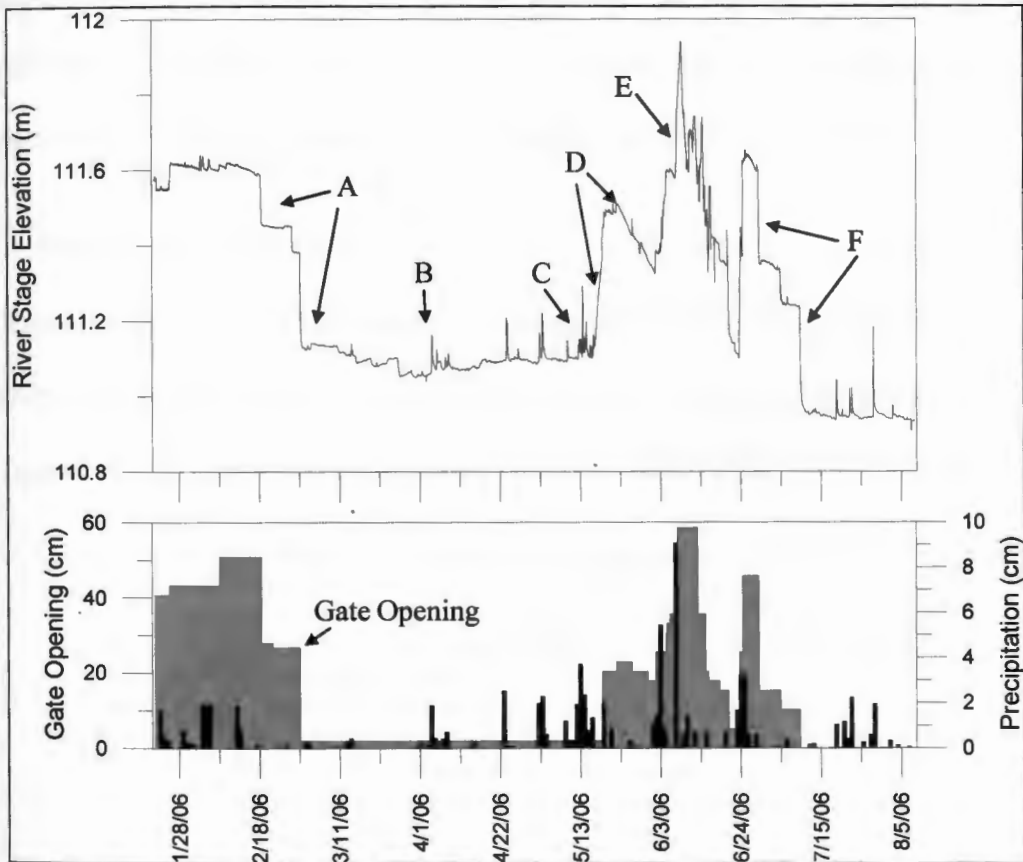 112
111.6
111.2
110.8
River Stage Elevation (m)
A
B
C
D
E
F
60
40
20
0
Gate Opening (cm)
Gate Opening
10
8
6
4
2
0
Precipitation (cm)
1/28/06
2/18/06
3/11/06
4/1/06
4/22/06
5/13/06
6/3/06
6/24/06
7/15/06
8/5/06